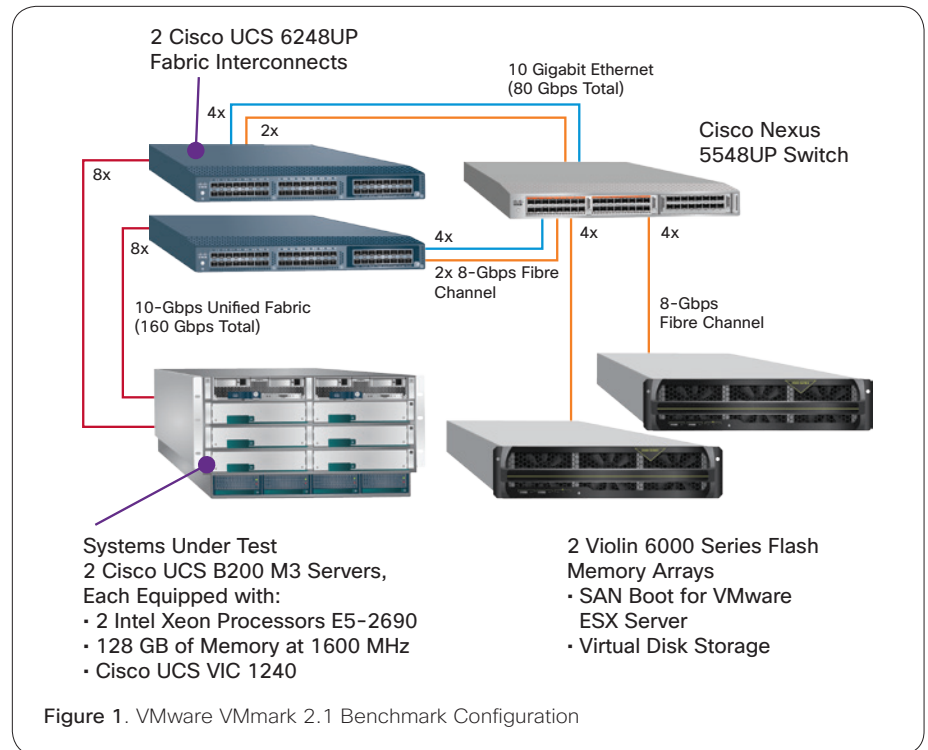 2 Cisco UCS 6248UP
Fabric Interconnects
10 Gigabit Ethernet
(80 Gbps Total)
4x
2x
Cisco Nexus
5548UP Switch
8x
8x
4x
4x
4x
2x 8-Gbps Fibre
Channel
10-Gbps Unified Fabric
(160 Gbps Total)
8-Gbps
Fibre Channel
Systems Under Test
2 Cisco UCS B200 M3 Servers,
Each Equipped with:
• 2 Intel Xeon Processors E5-2690
• 128 GB of Memory at 1600 MHz
• Cisco UCS VIC 1240
2 Violin 6000 Series Flash
Memory Arrays
• SAN Boot for VMware
ESX Server
• Virtual Disk Storage
Figure 1. VMware VMmark 2.1 Benchmark Configuration